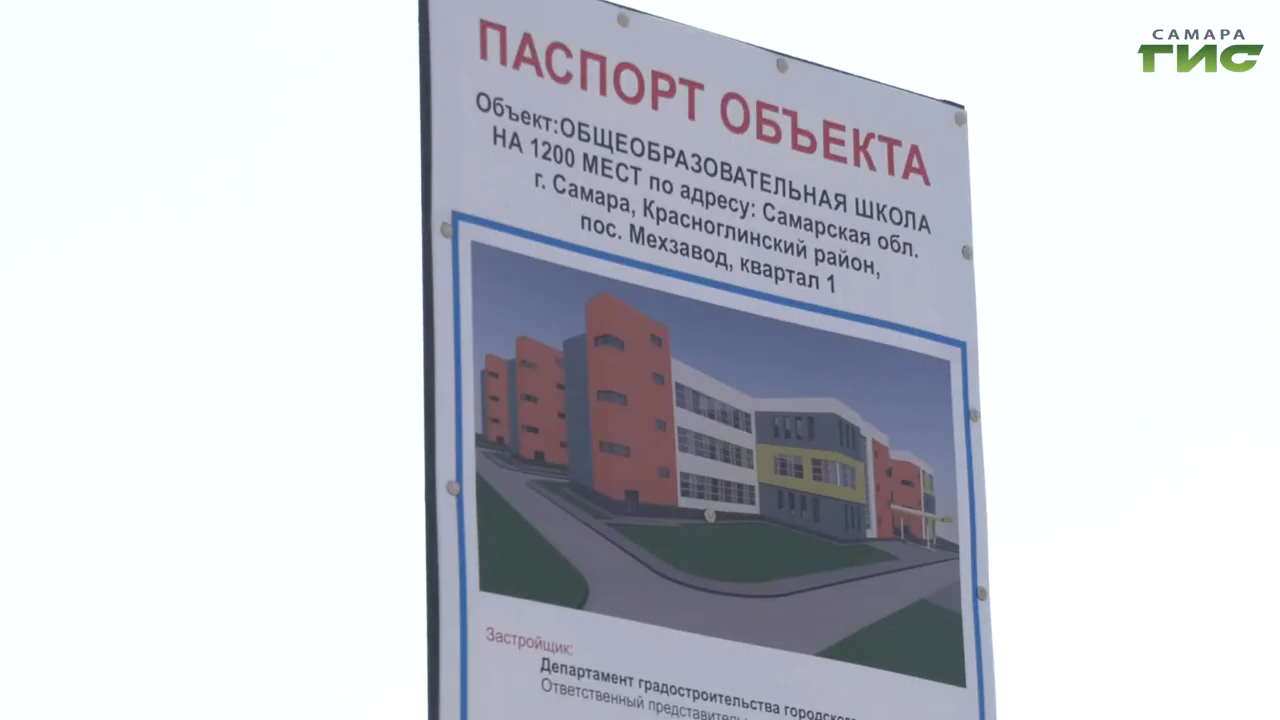 САМАРА
ГИС
ПАСПОРТ ОБЪЕКТА
Объект:ОБЩЕОБРАЗОВАТЕЛЬНАЯ ШКОЛА
НА 1200 МЕСТ по адресу: Самарская обл.
г. Самара, Красноглинский район,
пос. Мехзавод, квартал 1
Застройщик:
Департамент градостроительства городского
Ответственный